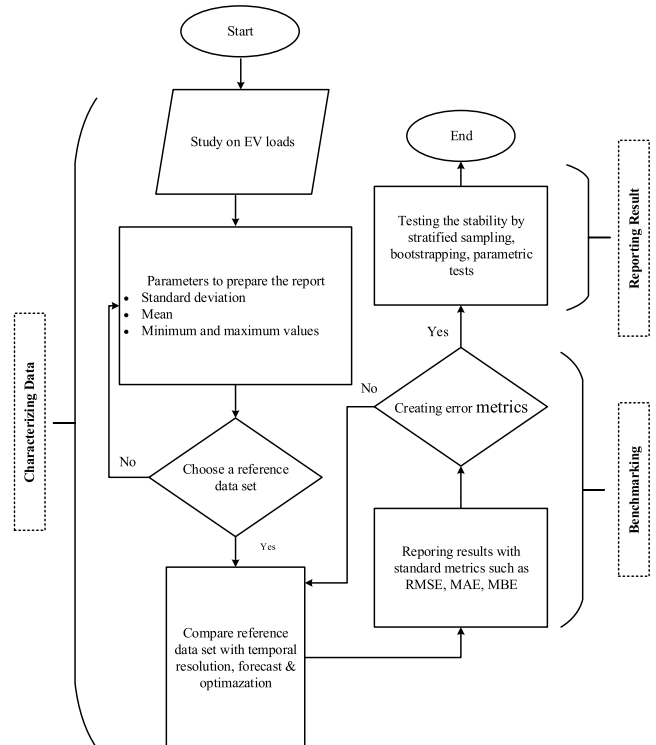 Start
Study on EV loads
Parameters to prepare the report
• Standard deviation
• Mean
• Minimum and maximum values
No
Choose a reference
data set
Yes
Compare reference
data set with temporal
resolution, forecast &
optimazation
Characterizing Data
End
Testing the stability by
stratified sampling,
bootstrapping, parametric
tests
Yes
No
Creating error metrics
Reporing results with
standard metrics such as
RMSE, MAE, MBE
Reporting Result
Benchmarking